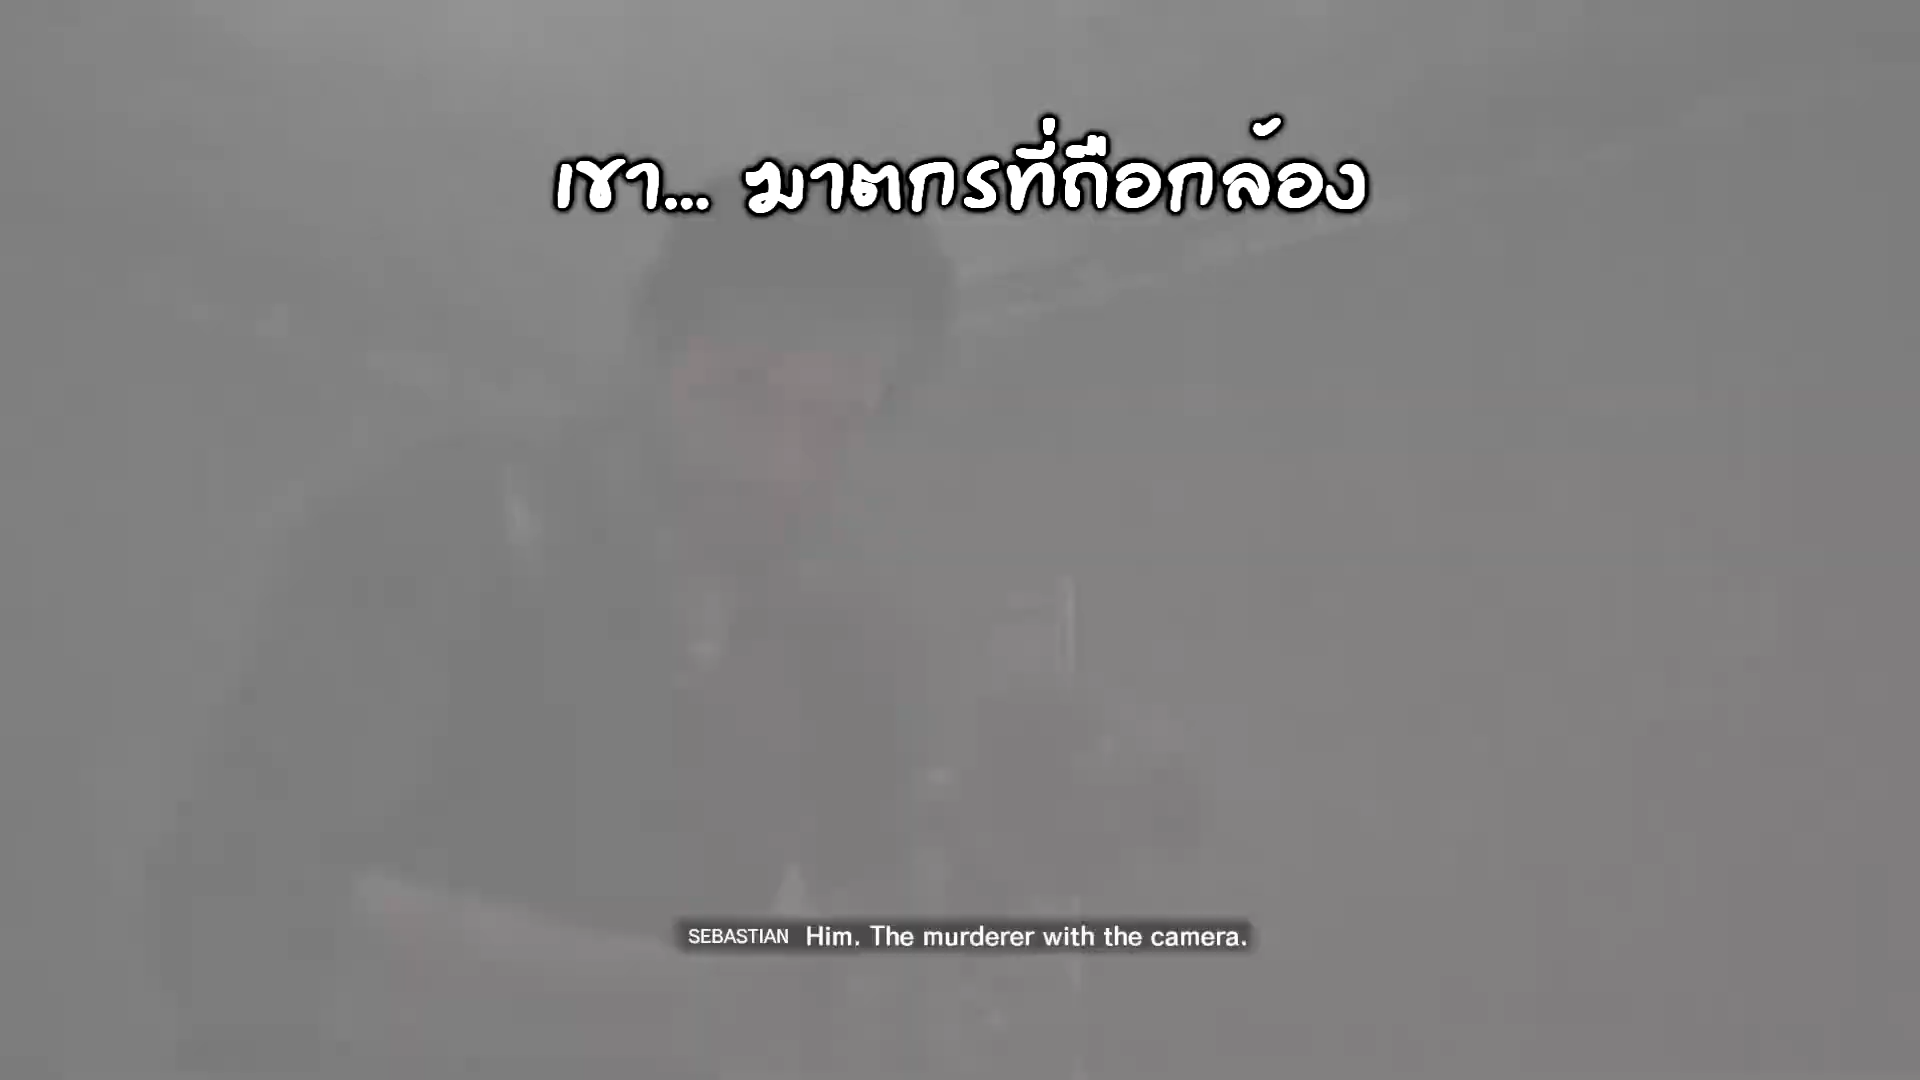 เขา... ฆาตกรที่ถือกล้อง
SEBASTIAN Him. The murderer with the camera.